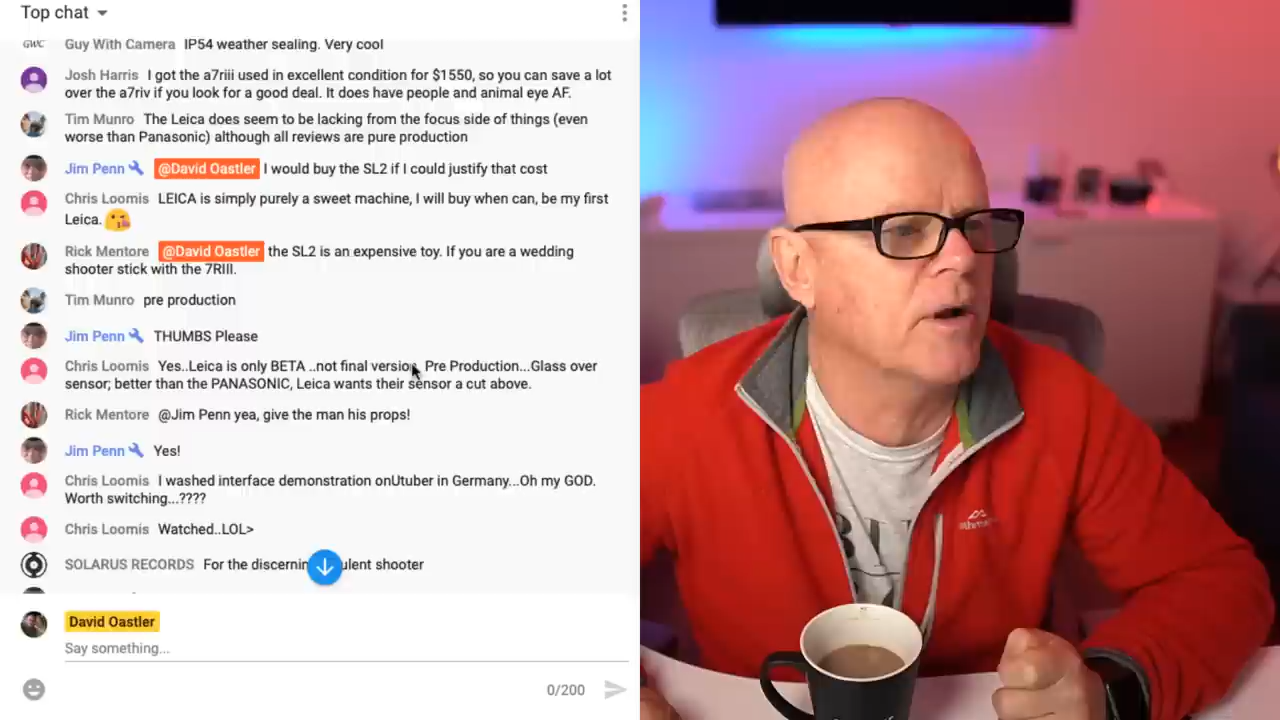 Top chat
GWC Guy With Camera IP54 weather sealing. Very cool
Josh Harris I got the a7riii used in excellent condition for $1550, so you can save a lot
over the a7riv if you look for a good deal. It does have people and animal eye AF.
Tim Munro The Leica does seem to be lacking from the focus side of things (even
worse than Panasonic) although all reviews are pure production
Jim Penn @David Oastler I would buy the SL2 if I could justify that cost
Chris Loomis LEICA is simply purely a sweet machine, I will buy when can, be my first
Leica.
Rick Mentore @David Oastler the SL2 is an expensive toy. If you are a wedding
shooter stick with the 7RIII.
Tim Munro pre production
Jim Penn THUMBS Please
Chris Loomis Yes..Leica is only BETA ..not final version. Pre Production...Glass over
sensor; better than the PANASONIC, Leica wants their sensor a cut above.
Rick Mentore @Jim Penn yea, give the man his props!
Jim Penn Yes!
Chris Loomis I washed interface demonstration onUtuber in Germany...Oh my GOD.
Worth switching...????
Chris Loomis Watched..LOL>
SOLARUS RECORDS For the discernin ulent shooter
David Oastler
Say something...
0/200